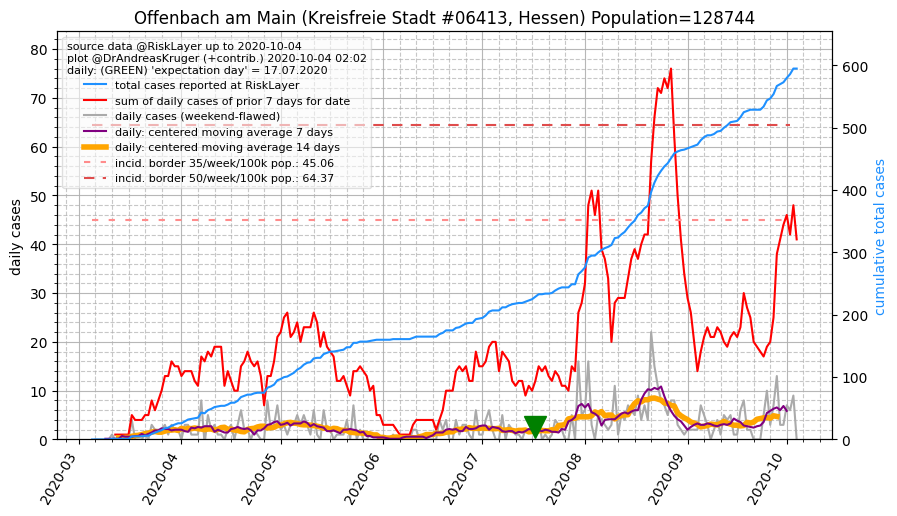 Offenbach am Main (Kreisfreie Stadt #06413, Hessen) Population=128744
source data @RiskLayer up to 2020-10-04
plot @DrAndreasKruger (+contrib.) 2020-10-04 02:02
daily: (GREEN) 'expectation day' = 17.07.2020
total cases reported at RiskLayer
sum of daily cases of prior 7 days for date
daily cases (weekend-flawed)
daily: centered moving average 7 days
daily: centered moving average 14 days
incid. border 35/week/100k pop.: 45.06
incid. border 50/week/100k pop.: 64.37
daily cases
80
70
60
50
40
30
20
10
0
cumulative total cases
600
500
400
300
200
100
0
2020-03
2020-04
2020-05
2020-06
2020-07
2020-08
2020-09
2020-10